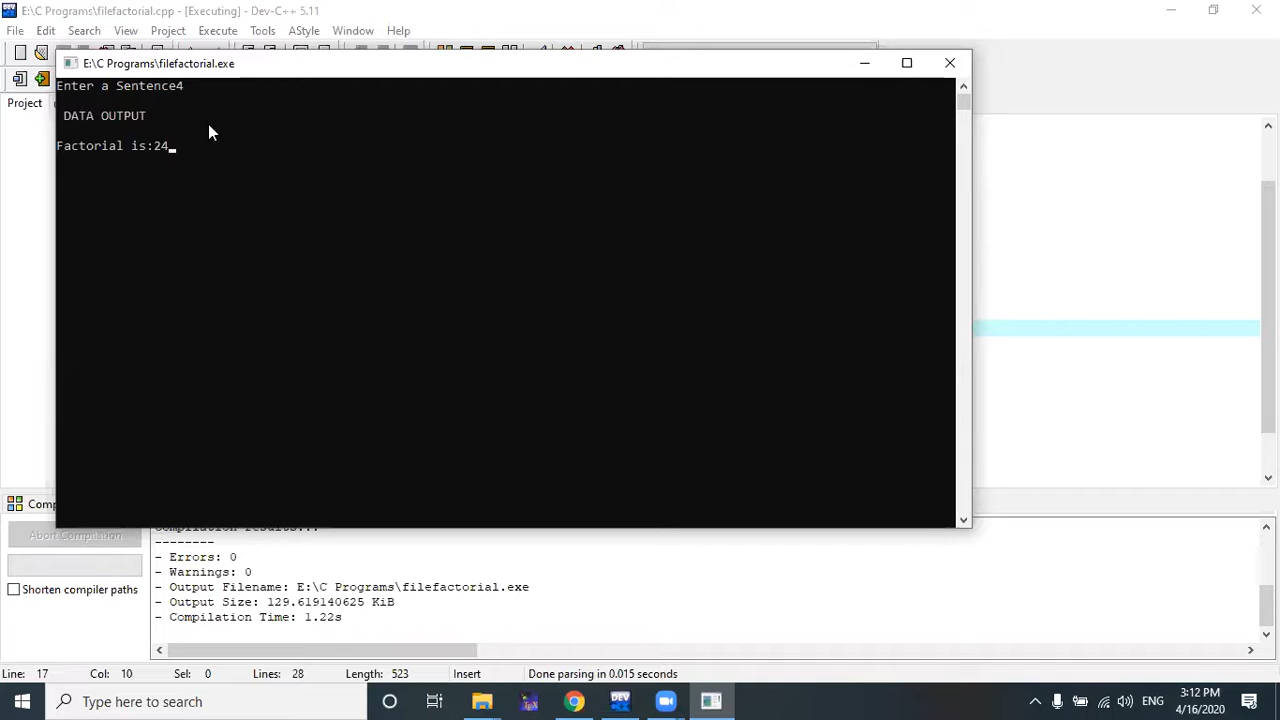 E:\C Programs\filefactorial.cpp - [Executing] - Dev-C++ 5.11
File Edit Search View Project Execute Tools AStyle Window Help
E:\C Programs\filefactorial.exe
Enter a Sentence4
DATA OUTPUT
Factorial is:24
Project
Comp
Abort Compilation
Shorten compiler paths
Compilation results...
--------
- Errors: 0
- Warnings: 0
- Output Filename: E:\C Programs\filefactorial.exe
- Output Size: 129.619140625 KiB
- Compilation Time: 1.22s
Line: 17 Col: 10 Sel: 0 Lines: 28 Length: 523 Insert Done parsing in 0.015 seconds
Type here to search
DEV
ENG
3:12 PM
4/16/2020